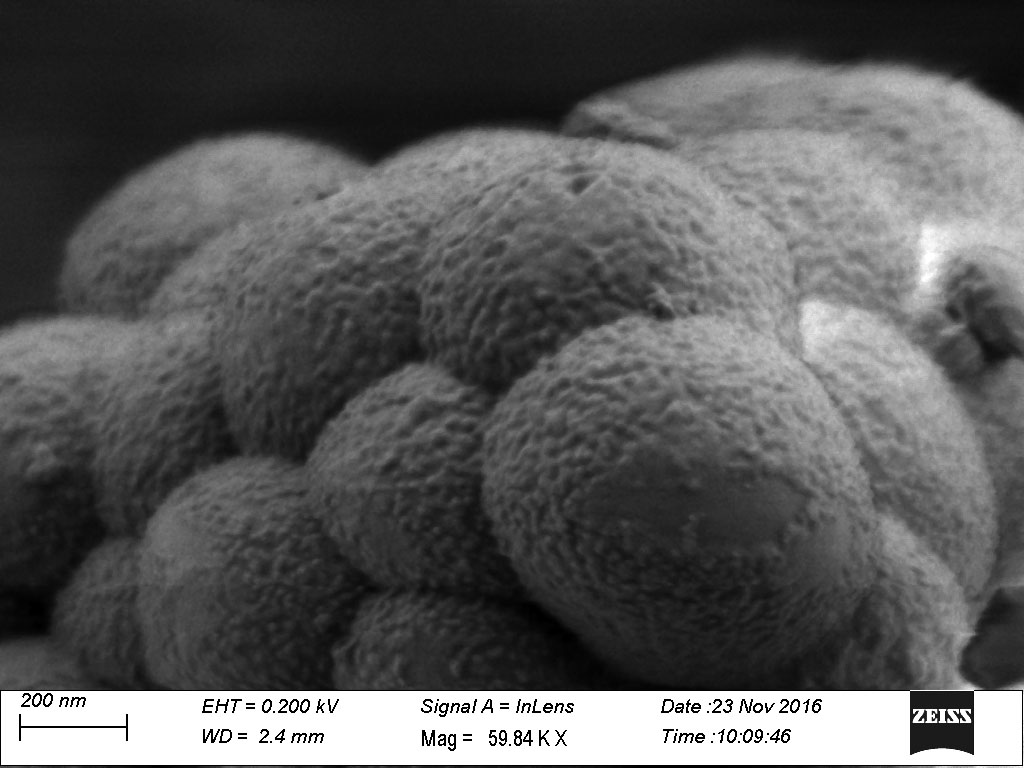 200 nm
EHT = 0.200 kV
Signal A = InLens
Date :23 Nov 2016
ZEISS
WD = 2.4 mm
Mag = 59.84 K X
Time :10:09:46